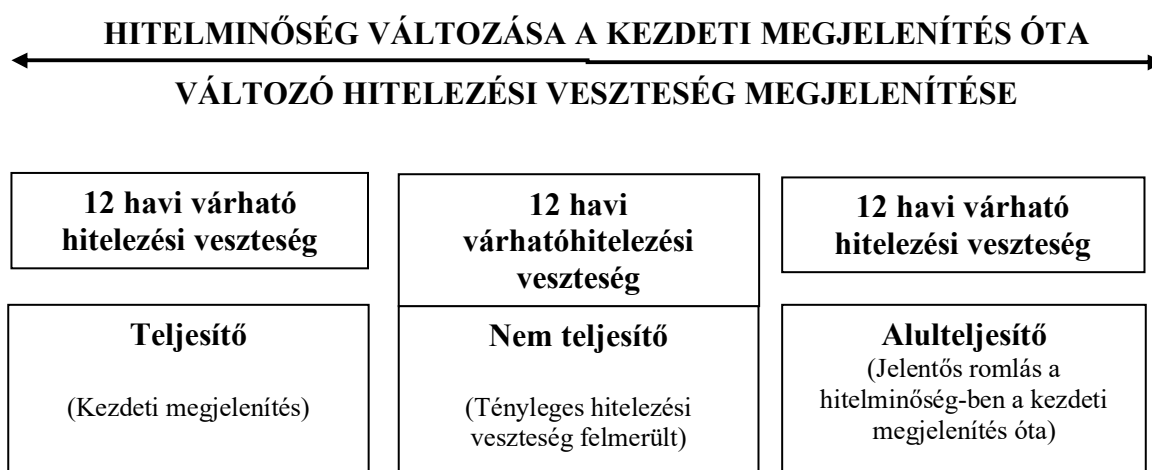 HITELMINŐSÉG VÁLTOZÁSA A KEZDETI MEGJELENÍTÉS ÓTA
VÁLTOZÓ HITELEZÉSI VESZTESÉG MEGJELENÍTÉSE
12 havi várható
hitelezési veszteség
12 havi
várhatóhitelezési
veszteség
12 havi várható
hitelezési veszteség
Teljesítő
(Kezdeti megjelenítés)
Nem teljesítő
(Tényleges hitelezési
veszteség felmerült)
Alulteljesítő
(Jelentős romlás a
hitelminőség-ben a kezdeti
megjelenítés óta)